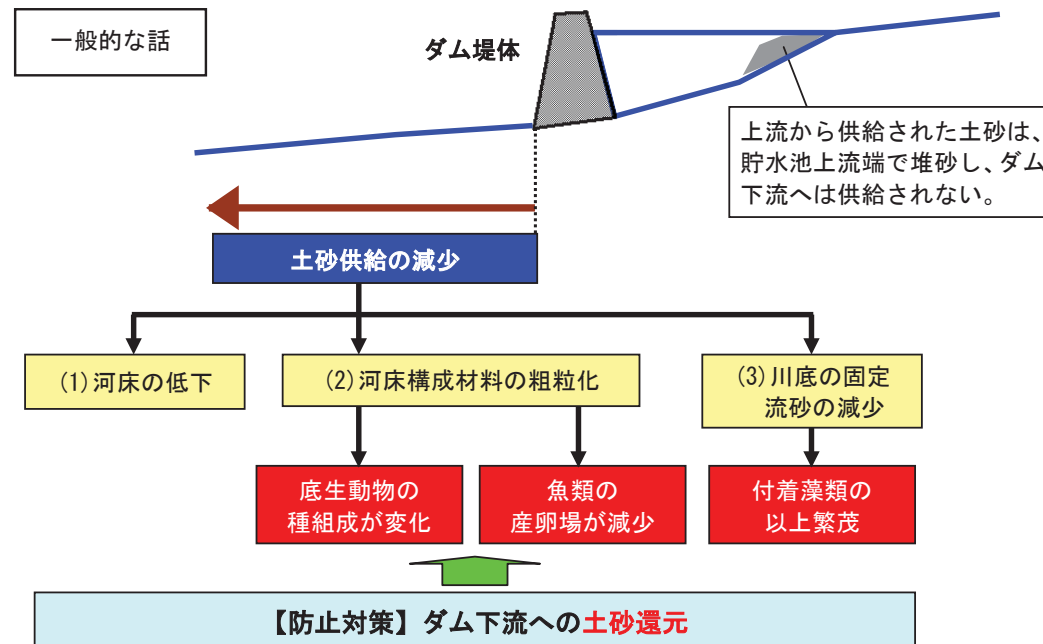 一般的な話
ダム堤体
上流から供給された土砂は、
貯水池上流端で堆砂し、ダム
下流へは供給されない。
土砂供給の減少
(1)河床の低下
(2)河床構成材料の粗粒化
(3)川底の固定
流砂の減少
底生動物の
種組成が変化
魚類の
産卵場が減少
付着藻類の
以上繁茂
【防止対策】ダム下流への土砂還元